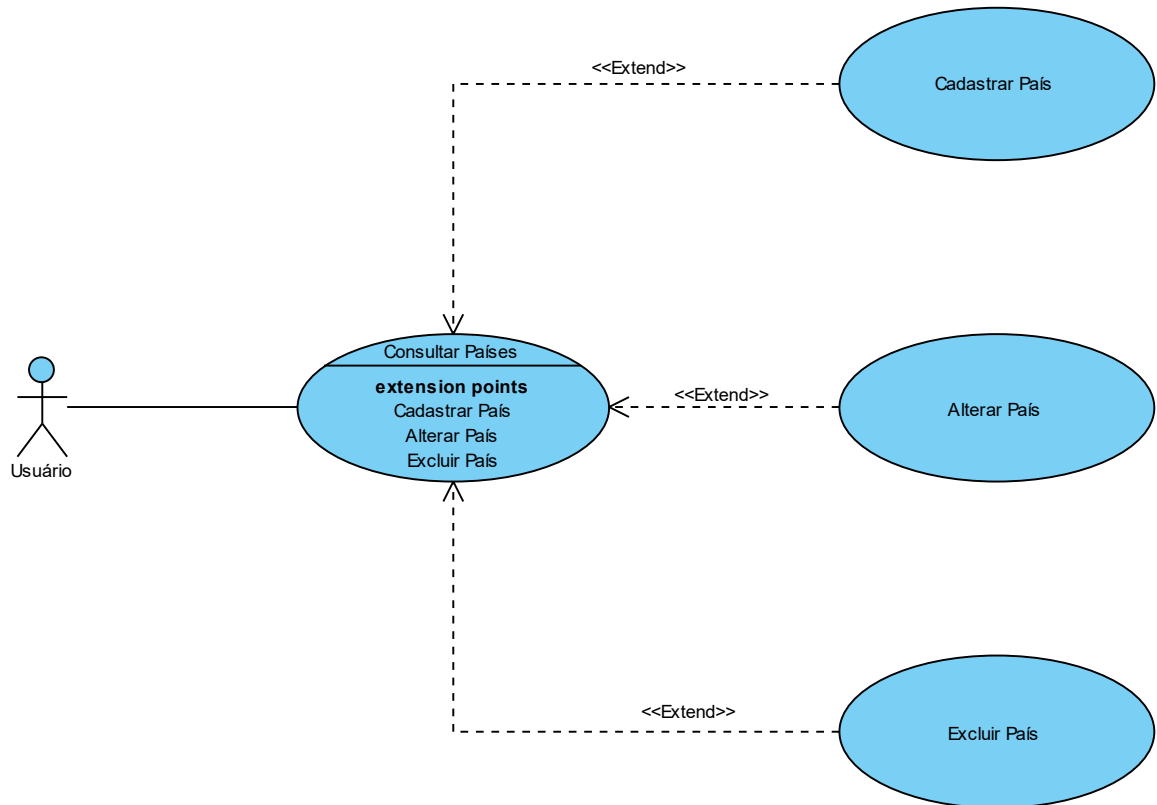 <<Extend>>
Cadastrar País
Consultar Países
extension points
Cadastrar País
Alterar País
Excluir País
<<Extend>>
Alterar País
Usuário
<<Extend>>
Excluir País